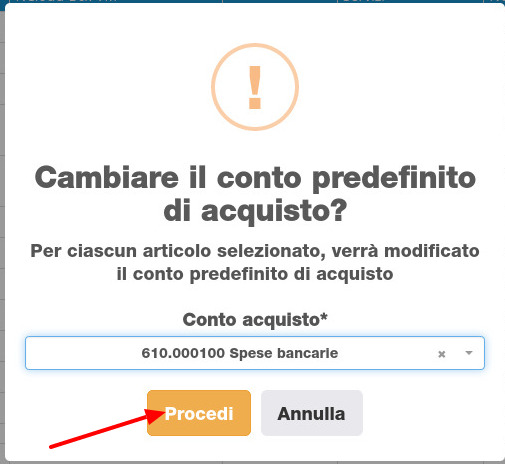 Cambiare il conto predefinito
di acquisto?
Per ciascun articolo selezionato, verrà modificato
il conto predefinito di acquisto
Conto acquisto*
610.000100 Spese bancarie × 
Procedi Annulla